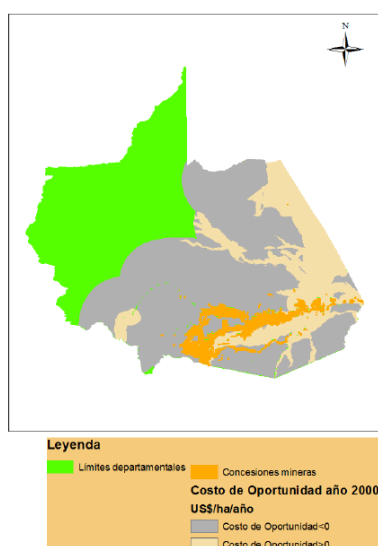 N
Leyenda
Límites departamentales
Concesiones mineras
Costo de Oportunidad año 2000
US$/ha/año
Costo de Oportunidad<0
Costo de Oportunidad>0